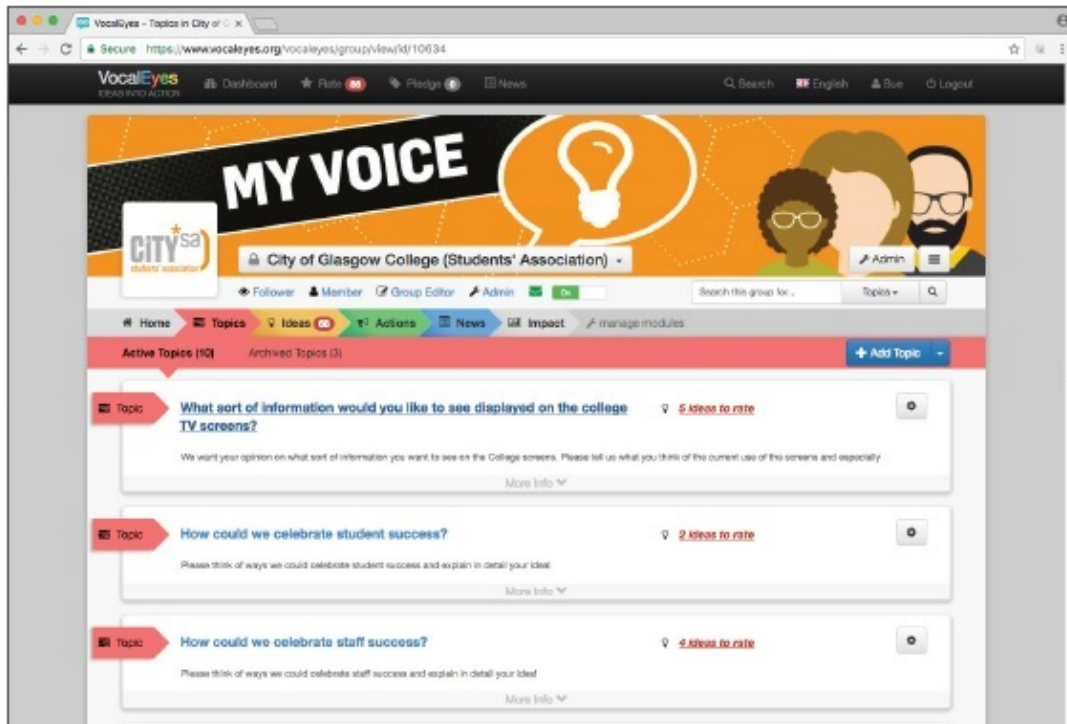 VocalEyes - Topics in City of G
Secure https://www.vocaleyes.org/vocaleyes/group/view/id/10634
VocalEyes Dashboard Rate Pledge 0 News Search English Sue Logout
IDEAS INTO ACTION
MY VOICE
CiTY*sa
students' association
City of Glasgow College (Students' Association)
Admin
Follower Member Group Editor Admin On Search this group for.. Topics
Home Topics Ideas Actions News Impact manage modules
Active Topics (10) Archived Topics (3) Add Topic
Topic What sort of information would you like to see displayed on the college 5 ideas to rate
TV screens?
We want your opinion on what sort of information you want to see on the College screens. Please tell us what you think of the current use of the screens and especially
More Info
Topic How could we celebrate student success? 2 ideas to rate
Please think of ways we could celebrate student success and explain in detail your idea!
More Info
Topic How could we celebrate staff success? 4 ideas to rate
Please think of ways we could celebrate staff success and explain in detail your idea!
More Info